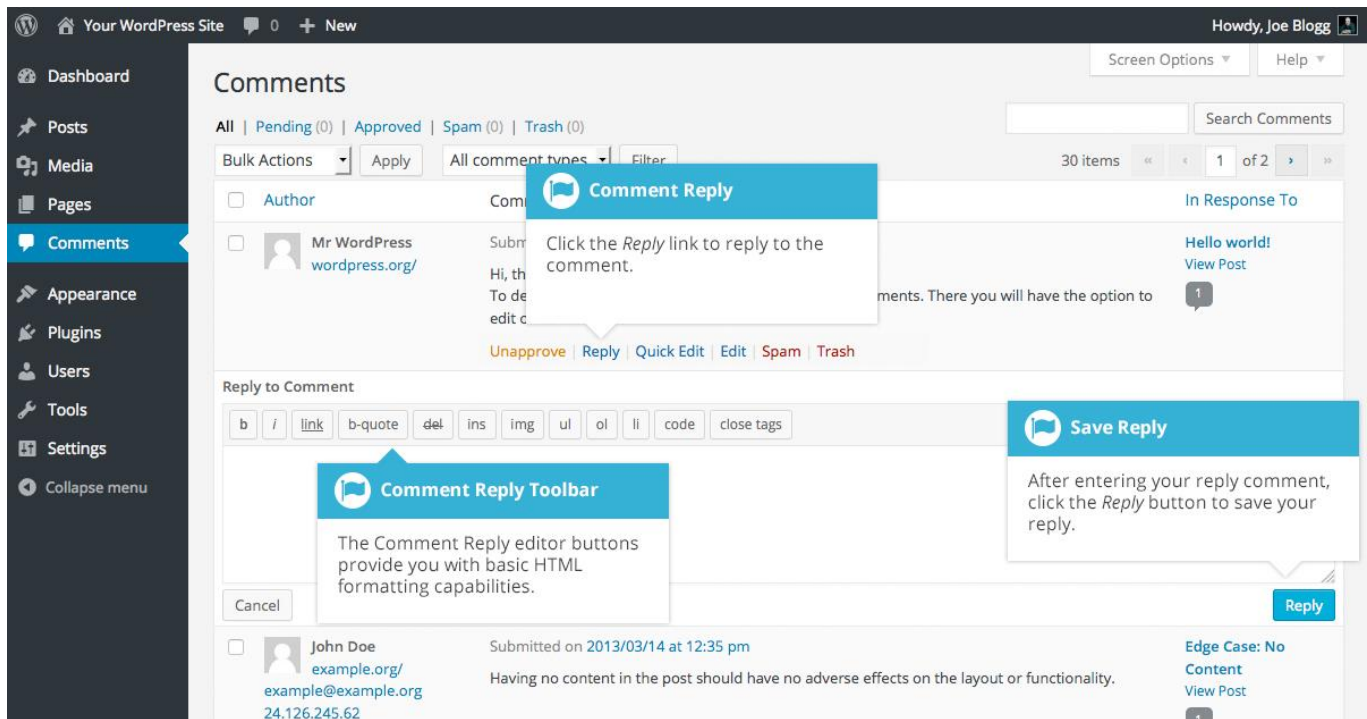 Your WordPress Site 0 + New Howdy, Joe Blogg
Screen Options Help
Dashboard
Posts
Media
Pages
Comments
Appearance
Plugins
Users
Tools
Settings
Collapse menu
Comments
All | Pending (0) | Approved | Spam (0) | Trash (0)
Search Comments
Bulk Actions Apply All comment types Filter 30 items « ‹ 1 of 2 › »
Author In Response To
Comment Reply
Click the Reply link to reply to the
comment.
Mr WordPress
wordpress.org/
Hi, th
To de ments. There you will have the option to
edit
Unapprove | Reply | Quick Edit | Edit | Spam | Trash
Hello world!
View Post
1
Reply to Comment
b i link b-quote del ins img ul ol li code close tags
Comment Reply Toolbar
The Comment Reply editor buttons
provide you with basic HTML
formatting capabilities.
Save Reply
After entering your reply comment,
click the Reply button to save your
reply.
Cancel Reply
John Doe
example.org/
example@example.org
24.126.245.62
Submitted on 2013/03/14 at 12:35 pm
Having no content in the post should have no adverse effects on the layout or functionality.
Edge Case: No
Content
View Post
1